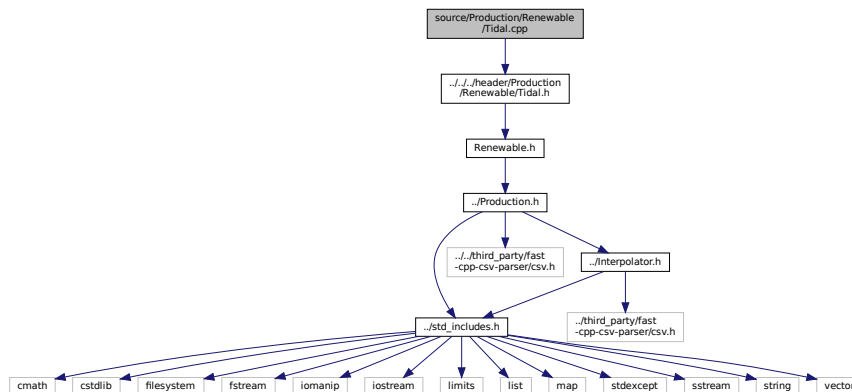 source/Production/Renewable
/Tidal.cpp
../../../header/Production
/Renewable/Tidal.h
Renewable.h
../Production.h
../../third_party/fast
-cpp-csv-parser/csv.h
../Interpolator.h
../third_party/fast
-cpp-csv-parser/csv.h
../std_includes.h
cmath
cstdlib
filesystem
fstream
iomanip
iostream
limits
list
map
stdexcept
sstream
string
vector